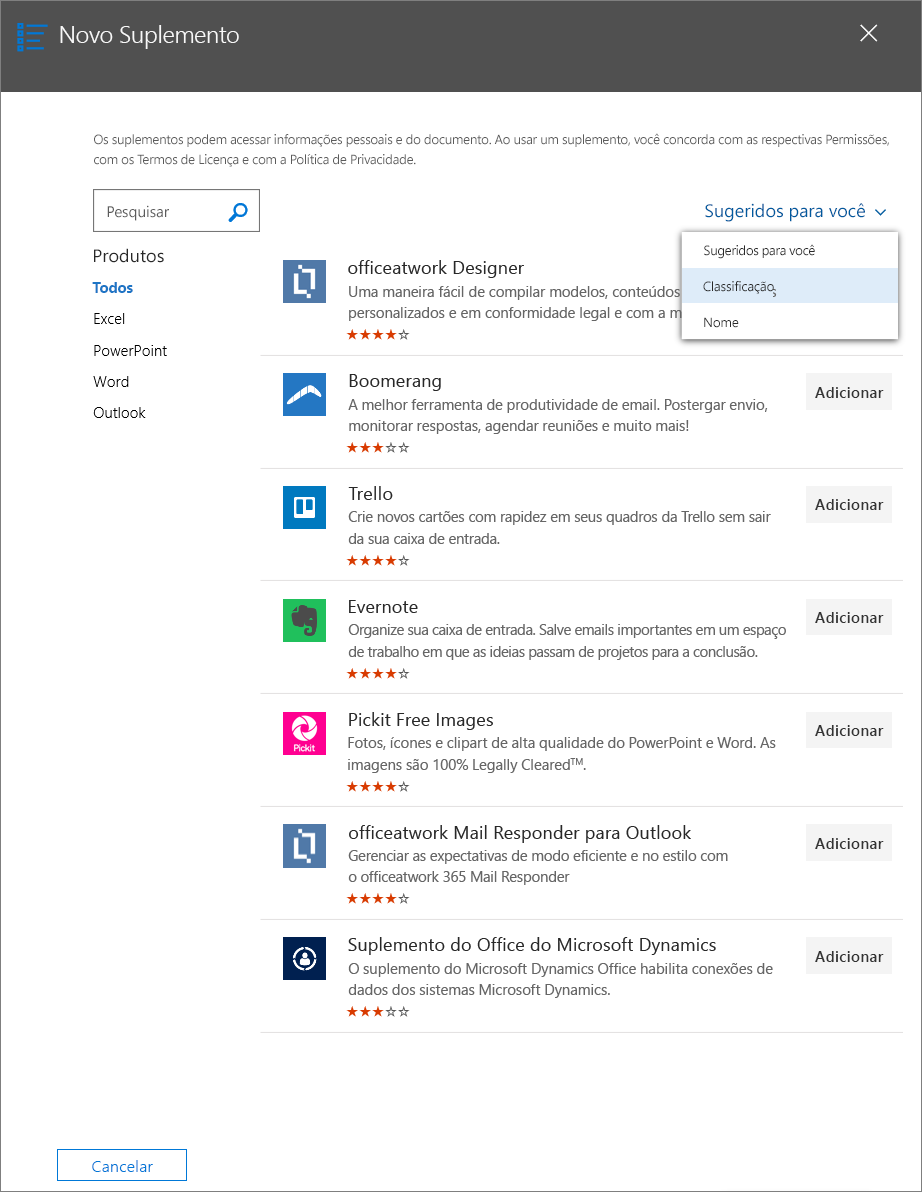 Novo Suplemento
Os suplementos podem acessar informações pessoais e do documento. Ao usar um suplemento, você concorda com as respectivas Permissões,
com os Termos de Licença e com a Política de Privacidade.
Pesquisar
Sugeridos para você
Sugeridos para você
Classificação
Nome
Produtos
Todos
Excel
PowerPoint
Word
Outlook
officeatwork Designer
Uma maneira fácil de compilar modelos, conteúdos
personalizados e em conformidade legal e com a m
Boomerang
A melhor ferramenta de produtividade de email. Postergar envio,
monitorar respostas, agendar reuniões e muito mais!
Adicionar
Trello
Crie novos cartões com rapidez em seus quadros da Trello sem sair
da sua caixa de entrada.
Adicionar
Evernote
Organize sua caixa de entrada. Salve emails importantes em um espaço
de trabalho em que as ideias passam de projetos para a conclusão.
Adicionar
Pickit
Pickit Free Images
Fotos, ícones e clipart de alta qualidade do PowerPoint e Word. As
imagens são 100% Legally Cleared™.
Adicionar
officeatwork Mail Responder para Outlook
Gerenciar as expectativas de modo eficiente e no estilo com
o officeatwork 365 Mail Responder
Adicionar
Suplemento do Office do Microsoft Dynamics
O suplemento do Microsoft Dynamics Office habilita conexões de
dados dos sistemas Microsoft Dynamics.
Adicionar
Cancelar